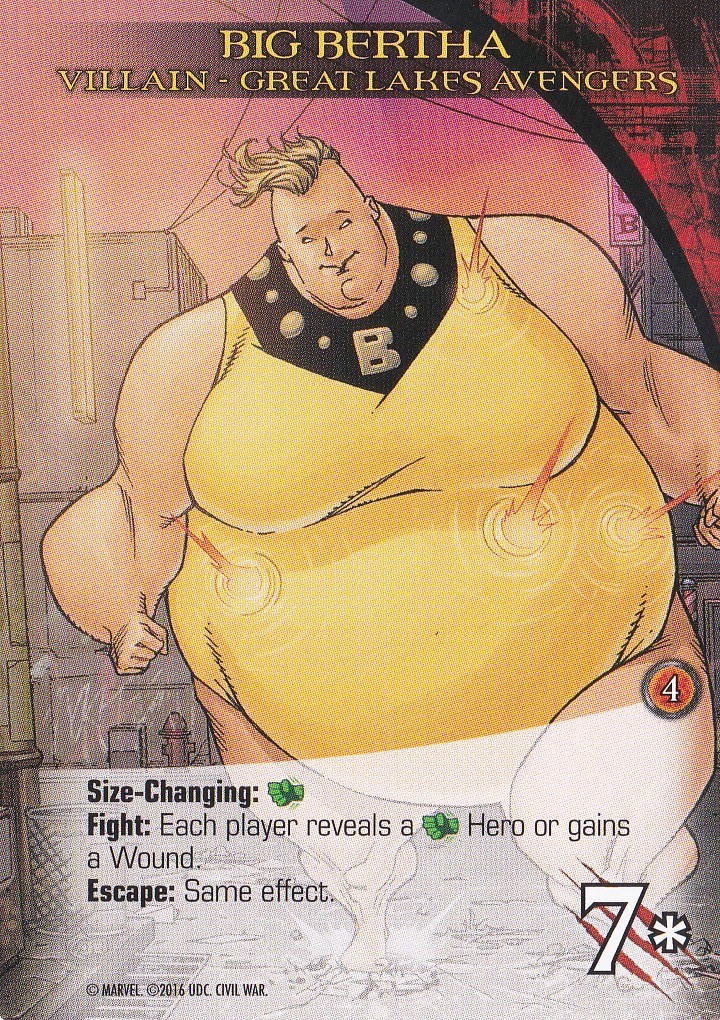 BIG BERTHA
VILLAIN - GREAT LAKES AVENGERS
B
B
4
Size-Changing:
Fight: Each player reveals a Hero or gains
a Wound.
Escape: Same effect.
7*
© MARVEL. ©2016 UDC. CIVIL WAR.